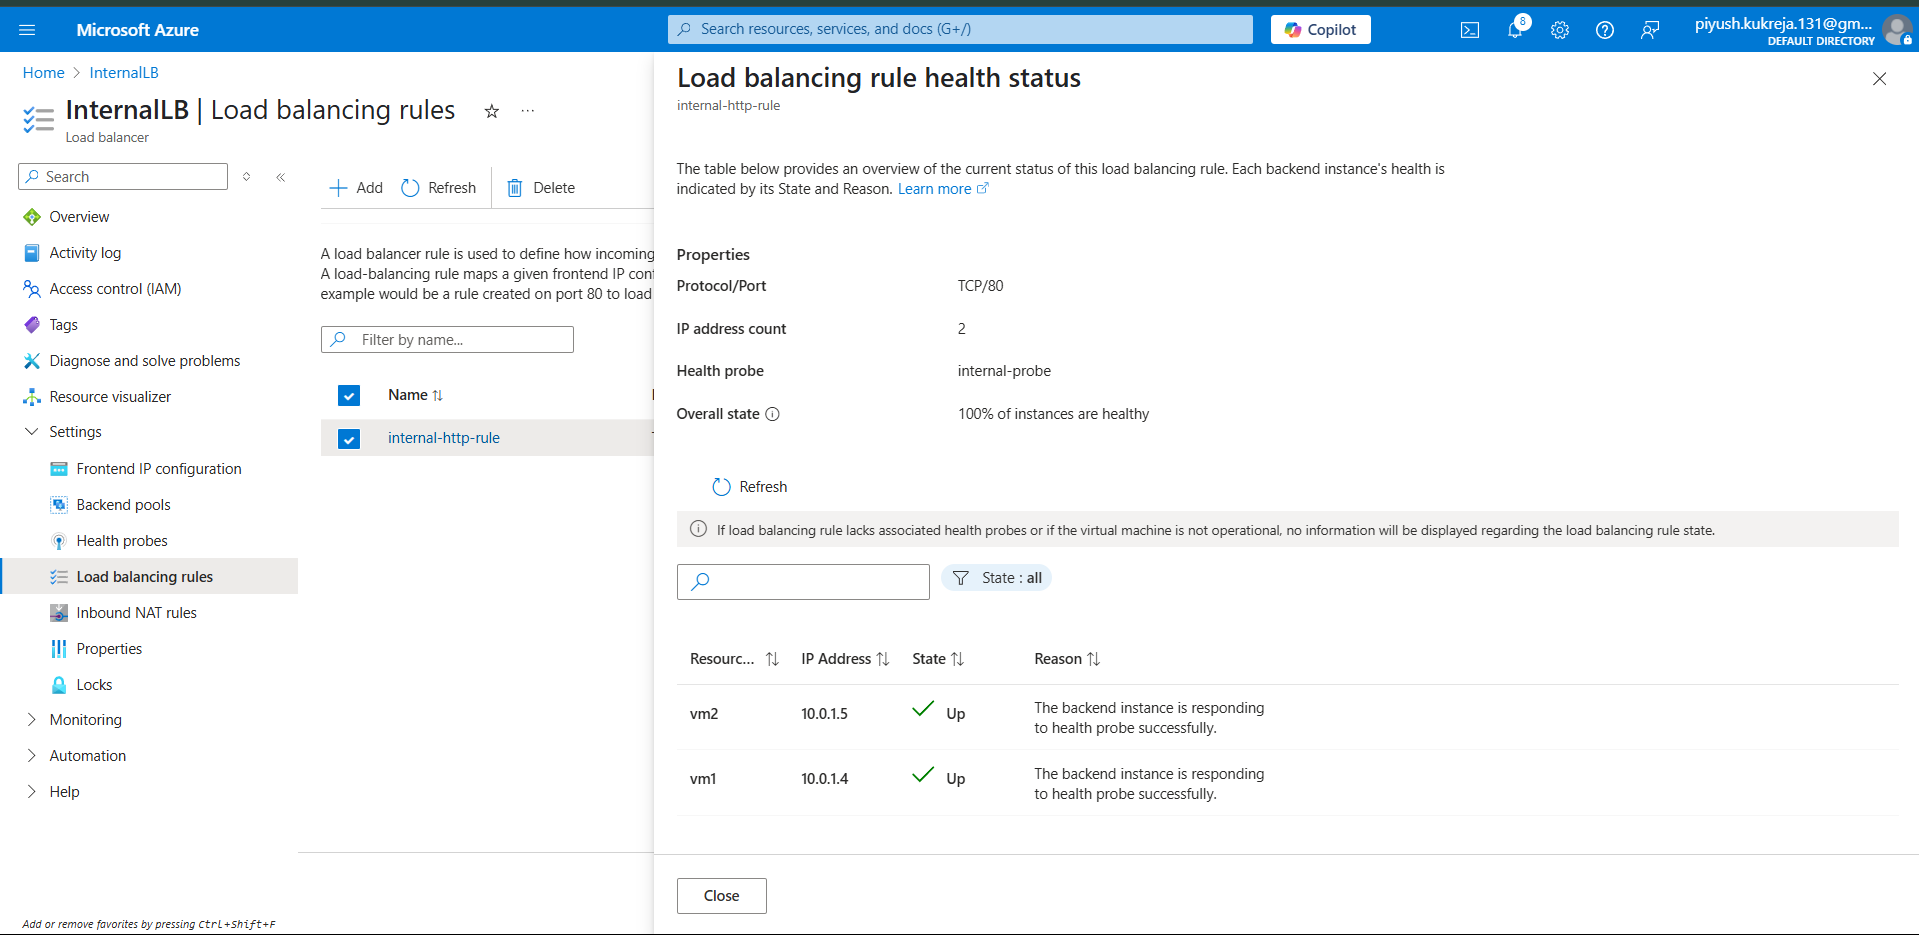 Microsoft Azure
Search resources, services, and docs (G+/)
Copilot
8
piyush.kukreja.131@gm...
DEFAULT DIRECTORY
Home > InternalLB
InternalLB | Load balancing rules
...
Load balancer
Search
Overview
Activity log
Access control (IAM)
Tags
Diagnose and solve problems
Resource visualizer
Settings
Frontend IP configuration
Backend pools
Health probes
Load balancing rules
Inbound NAT rules
Properties
Locks
Monitoring
Automation
Help
Add or remove favorites by pressing Ctrl+Shift+F
Add
Refresh
Delete
A load balancer rule is used to define how incoming
A load-balancing rule maps a given frontend IP
example would be a rule created on port 80 to load
Filter by name...
Name
internal-http-rule
Load balancing rule health status
internal-http-rule
The table below provides an overview of the current status of this load balancing rule. Each backend instance's health is
indicated by its State and Reason. Learn more
Properties
Protocol/Port TCP/80
IP address count 2
Health probe internal-probe
Overall state 100% of instances are healthy
Refresh
If load balancing rule lacks associated health probes or if the virtual machine is not operational, no information will be displayed regarding the load balancing rule state.
State : all
Resourc... IP Address State Reason
vm2 10.0.1.5 Up The backend instance is responding
to health probe successfully.
vm1 10.0.1.4 Up The backend instance is responding
to health probe successfully.
Close